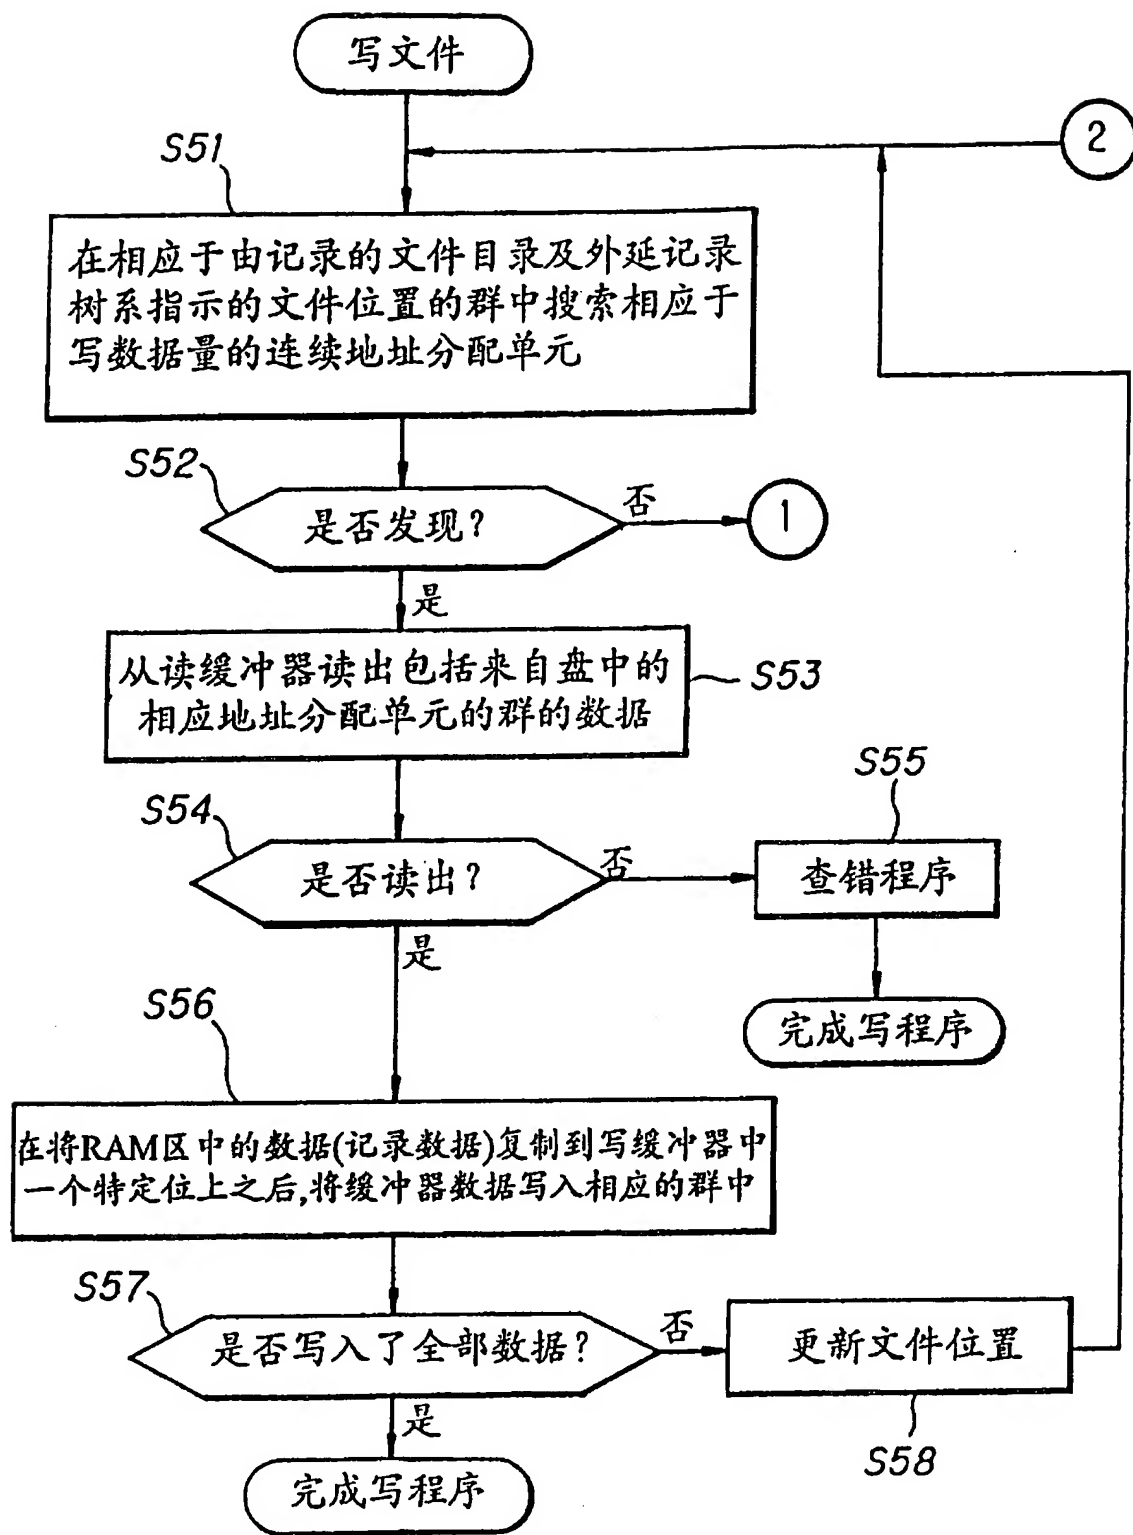 写文件
2
S51
在相应于由记录的文件目录及外延记录
树系指示的文件位置的群中搜索相应于
写数据量的连续地址分配单元
S52
是否发现?
否
1
是
从读缓冲器读出包括来自盘中的
相应地址分配单元的群的数据
S53
S54
是否读出?
否
S55
查错程序
是
完成写程序
S56
在将RAM区中的数据(记录数据)复制到写缓冲器中
一个特定位上之后,将缓冲器数据写入相应的群中
S57
是否写入了全部数据?
否
更新文件位置
S58
是
完成写程序